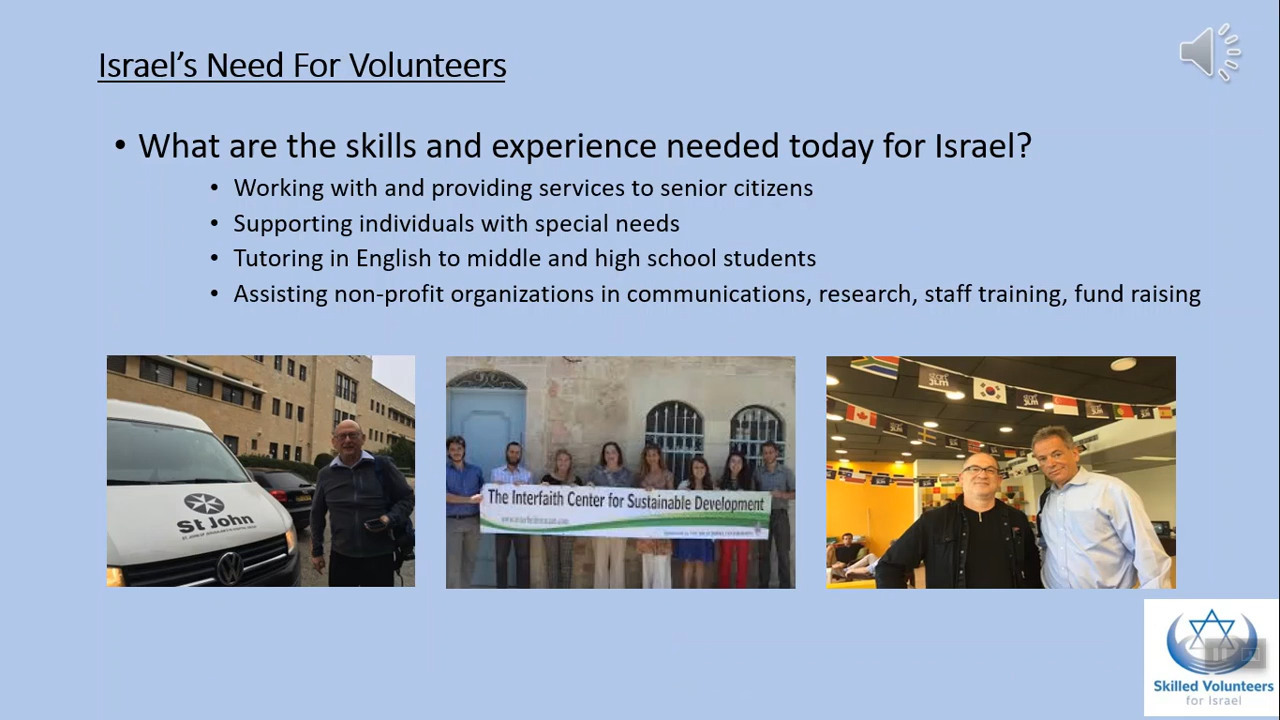 Israel's Need For Volunteers
• What are the skills and experience needed today for Israel?
• Working with and providing services to senior citizens
• Supporting individuals with special needs
• Tutoring in English to middle and high school students
• Assisting non-profit organizations in communications, research, staff training, fund raising
St John
The Interfaith Center for Sustainable Development
start
JLM
Skilled Volunteers
for Israel